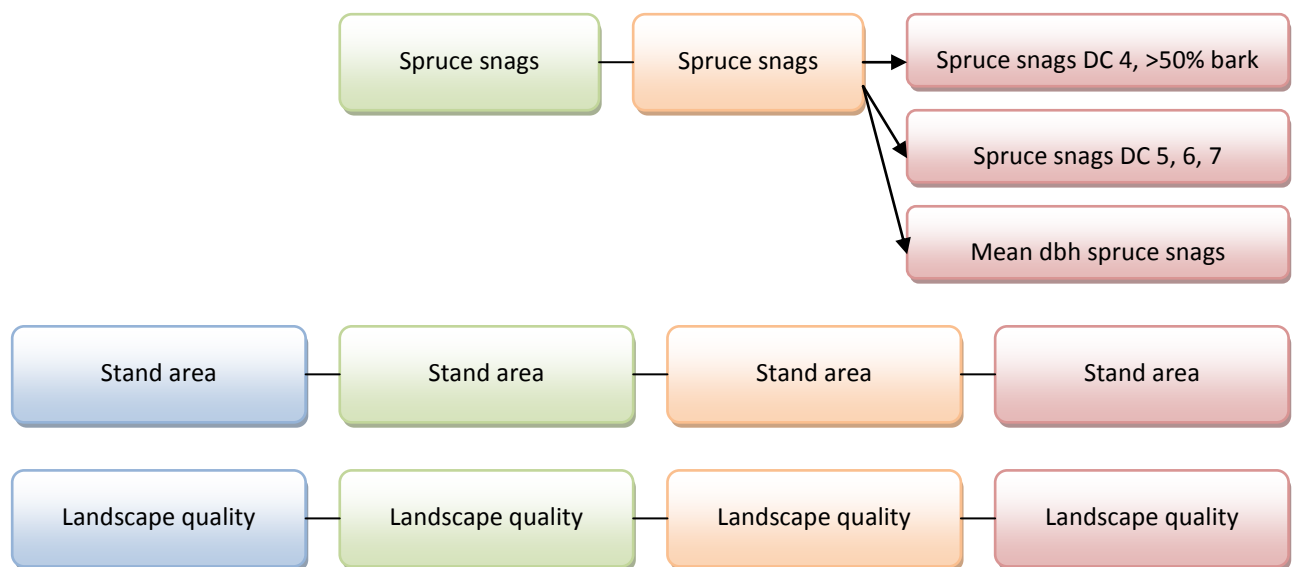 Spruce snags
Spruce snags
Spruce snags DC 4, >50% bark
Spruce snags DC 5, 6, 7
Mean dbh spruce snags
Stand area
Stand area
Stand area
Stand area
Landscape quality
Landscape quality
Landscape quality
Landscape quality